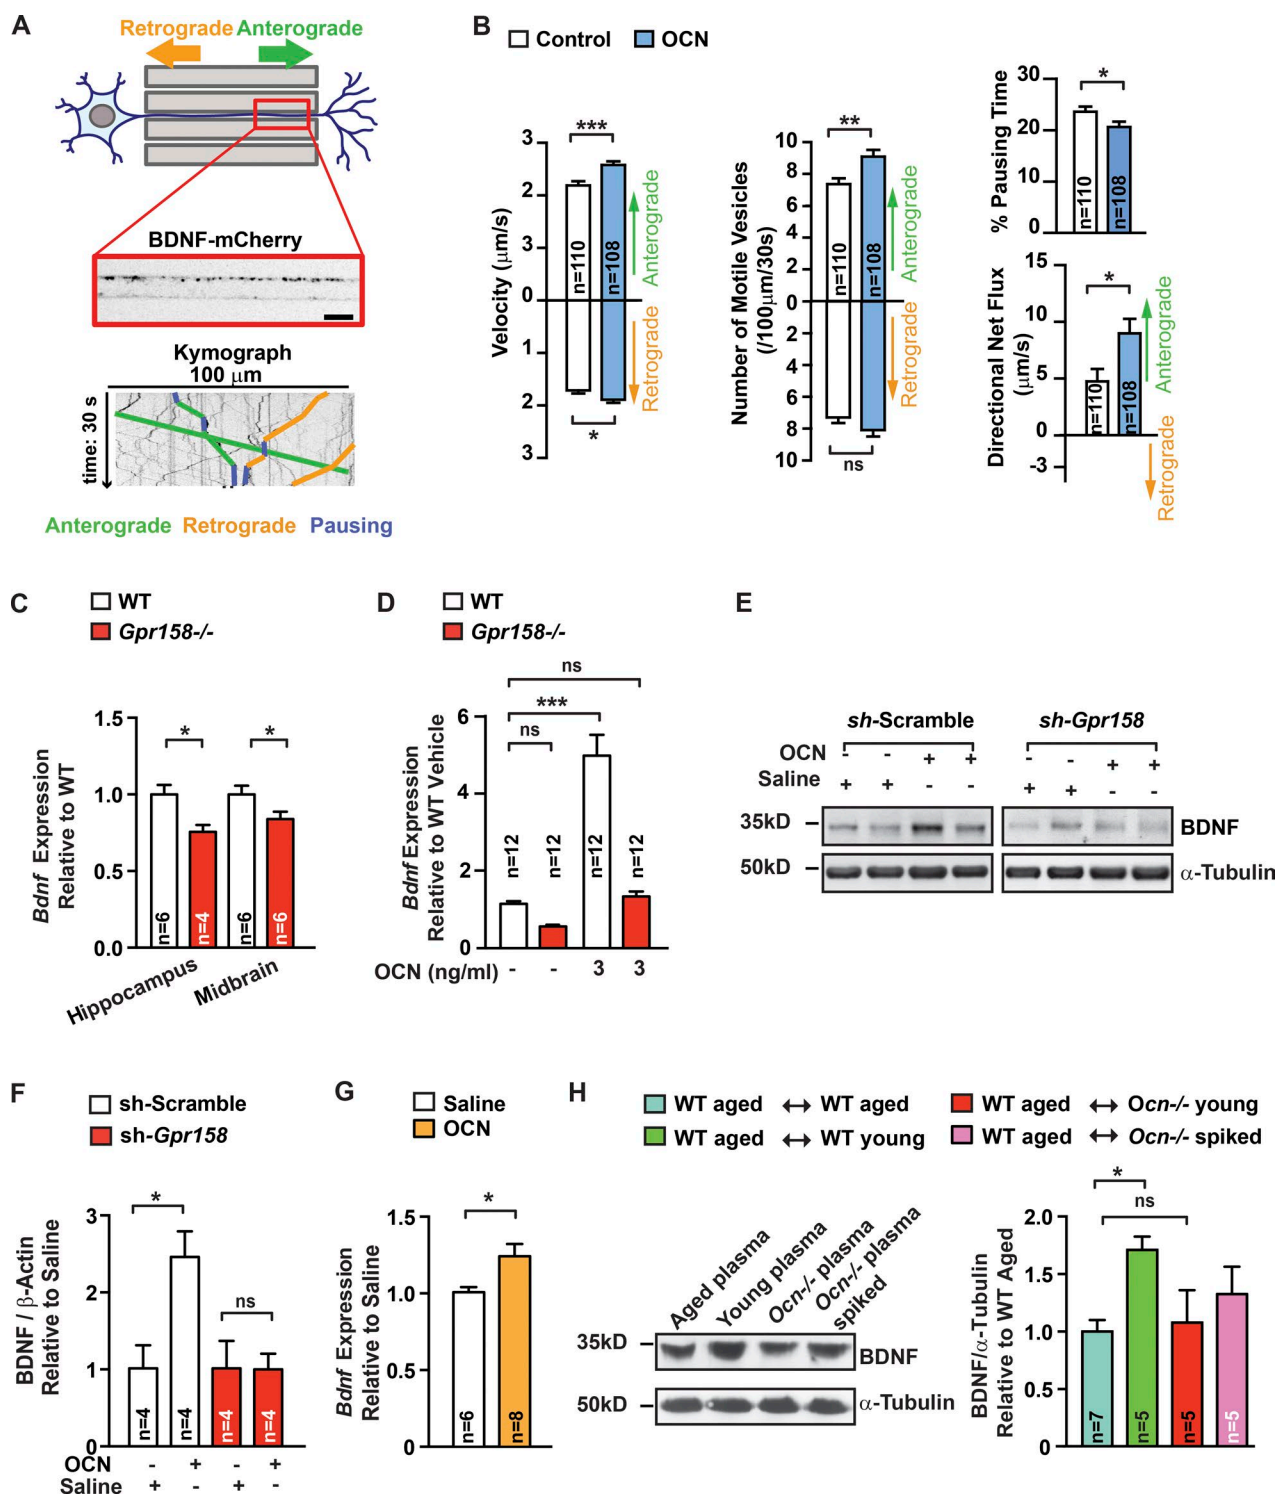 A
Retrograde Anterograde
BDNF-mCherry
Kymograph
100 μm
time: 30 s
Anterograde Retrograde Pausing
B
Control OCN
Velocity (μm/s)
3
2
3
0
1
2
3
***
n=110
n=108
*
Anterograde
Retrograde
Number of Motile Vesicles
(/100μm/30s)
10
8
6
4
2
0
2
4
6
8
10
**
n=110
n=108
ns
Anterograde
Retrograde
% Pausing Time
30
20
10
0
*
n=110
n=108
Directional Net Flux
(μm/s)
15
10
5
0
-3
*
n=110
n=108
Anterograde
Retrograde
C
WT
Gpr158-/-
Bdnf Expression
Relative to WT
1.5
1.0
0.5
0.0
* *
n=6 n=4 n=6 n=6
Hippocampus
Midbrain
D
WT
Gpr158-/-
Bdnf Expression
Relative to WT Vehicle
6
4
2
0
ns
***
ns
n=12 n=12 n=12 n=12
OCN (ng/ml) - - 3 3
E
sh-Scramble sh-Gpr158
OCN - - + + - - + +
Saline + + - - + + - -
35kD BDNF
50kD α-Tubulin
F
sh-Scramble
sh-Gpr158
BDNF / β-Actin
Relative to Saline
3
2
1
0
* ns
n=4 n=4 n=4 n=4
OCN - + - +
Saline + - + -
G
Saline
OCN
Bdnf Expression
Relative to Saline
1.5
1.0
0.5
0
*
n=6 n=8
H
WT aged ↔ WT aged
WT aged ↔ WT young
WT aged ↔ Ocn-/- young
WT aged ↔ Ocn-/- spiked
Aged plasma
Young plasma
Ocn-/- plasma
Ocn-/- plasma
spiked
35kD BDNF
50kD α-Tubulin
BDNF/α-Tubulin
Relative to WT Aged
2.0
1.5
1.0
0.5
0
*
ns
n=7 n=5 n=5 n=5